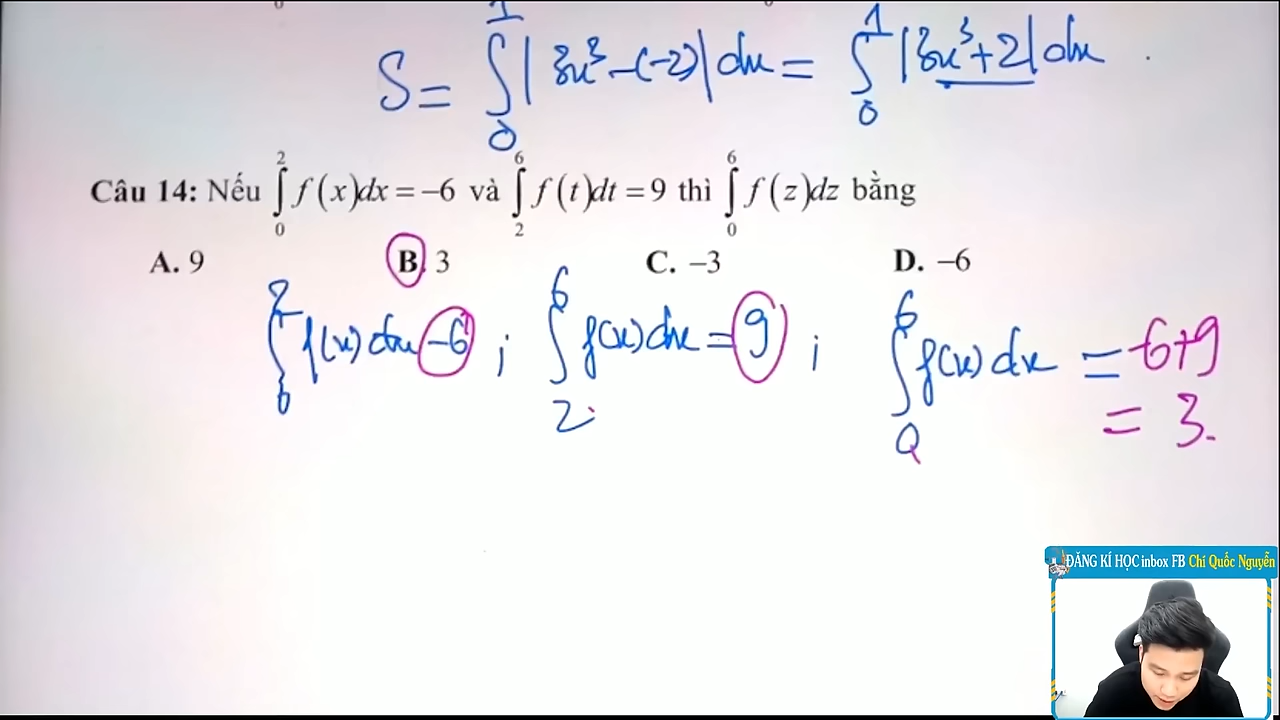 S = ∫₀¹ |3x³ - (-2)| dx = ∫₀¹ |3x³ + 2| dx
Câu 14: Nếu ∫₀² f(x)dx = -6 và ∫₂⁶ f(t)dt = 9 thì ∫₀⁶ f(z)dz bằng
A. 9 B. 3 C. -3 D. -6
∫₀² f(x) dx -6 ; ∫₂⁶ f(x) dx = 9 ; ∫₀⁶ f(x) dx = -6+9
= 3.
ĐĂNG KÍ HỌC inbox FB Chí Quốc Nguyễn